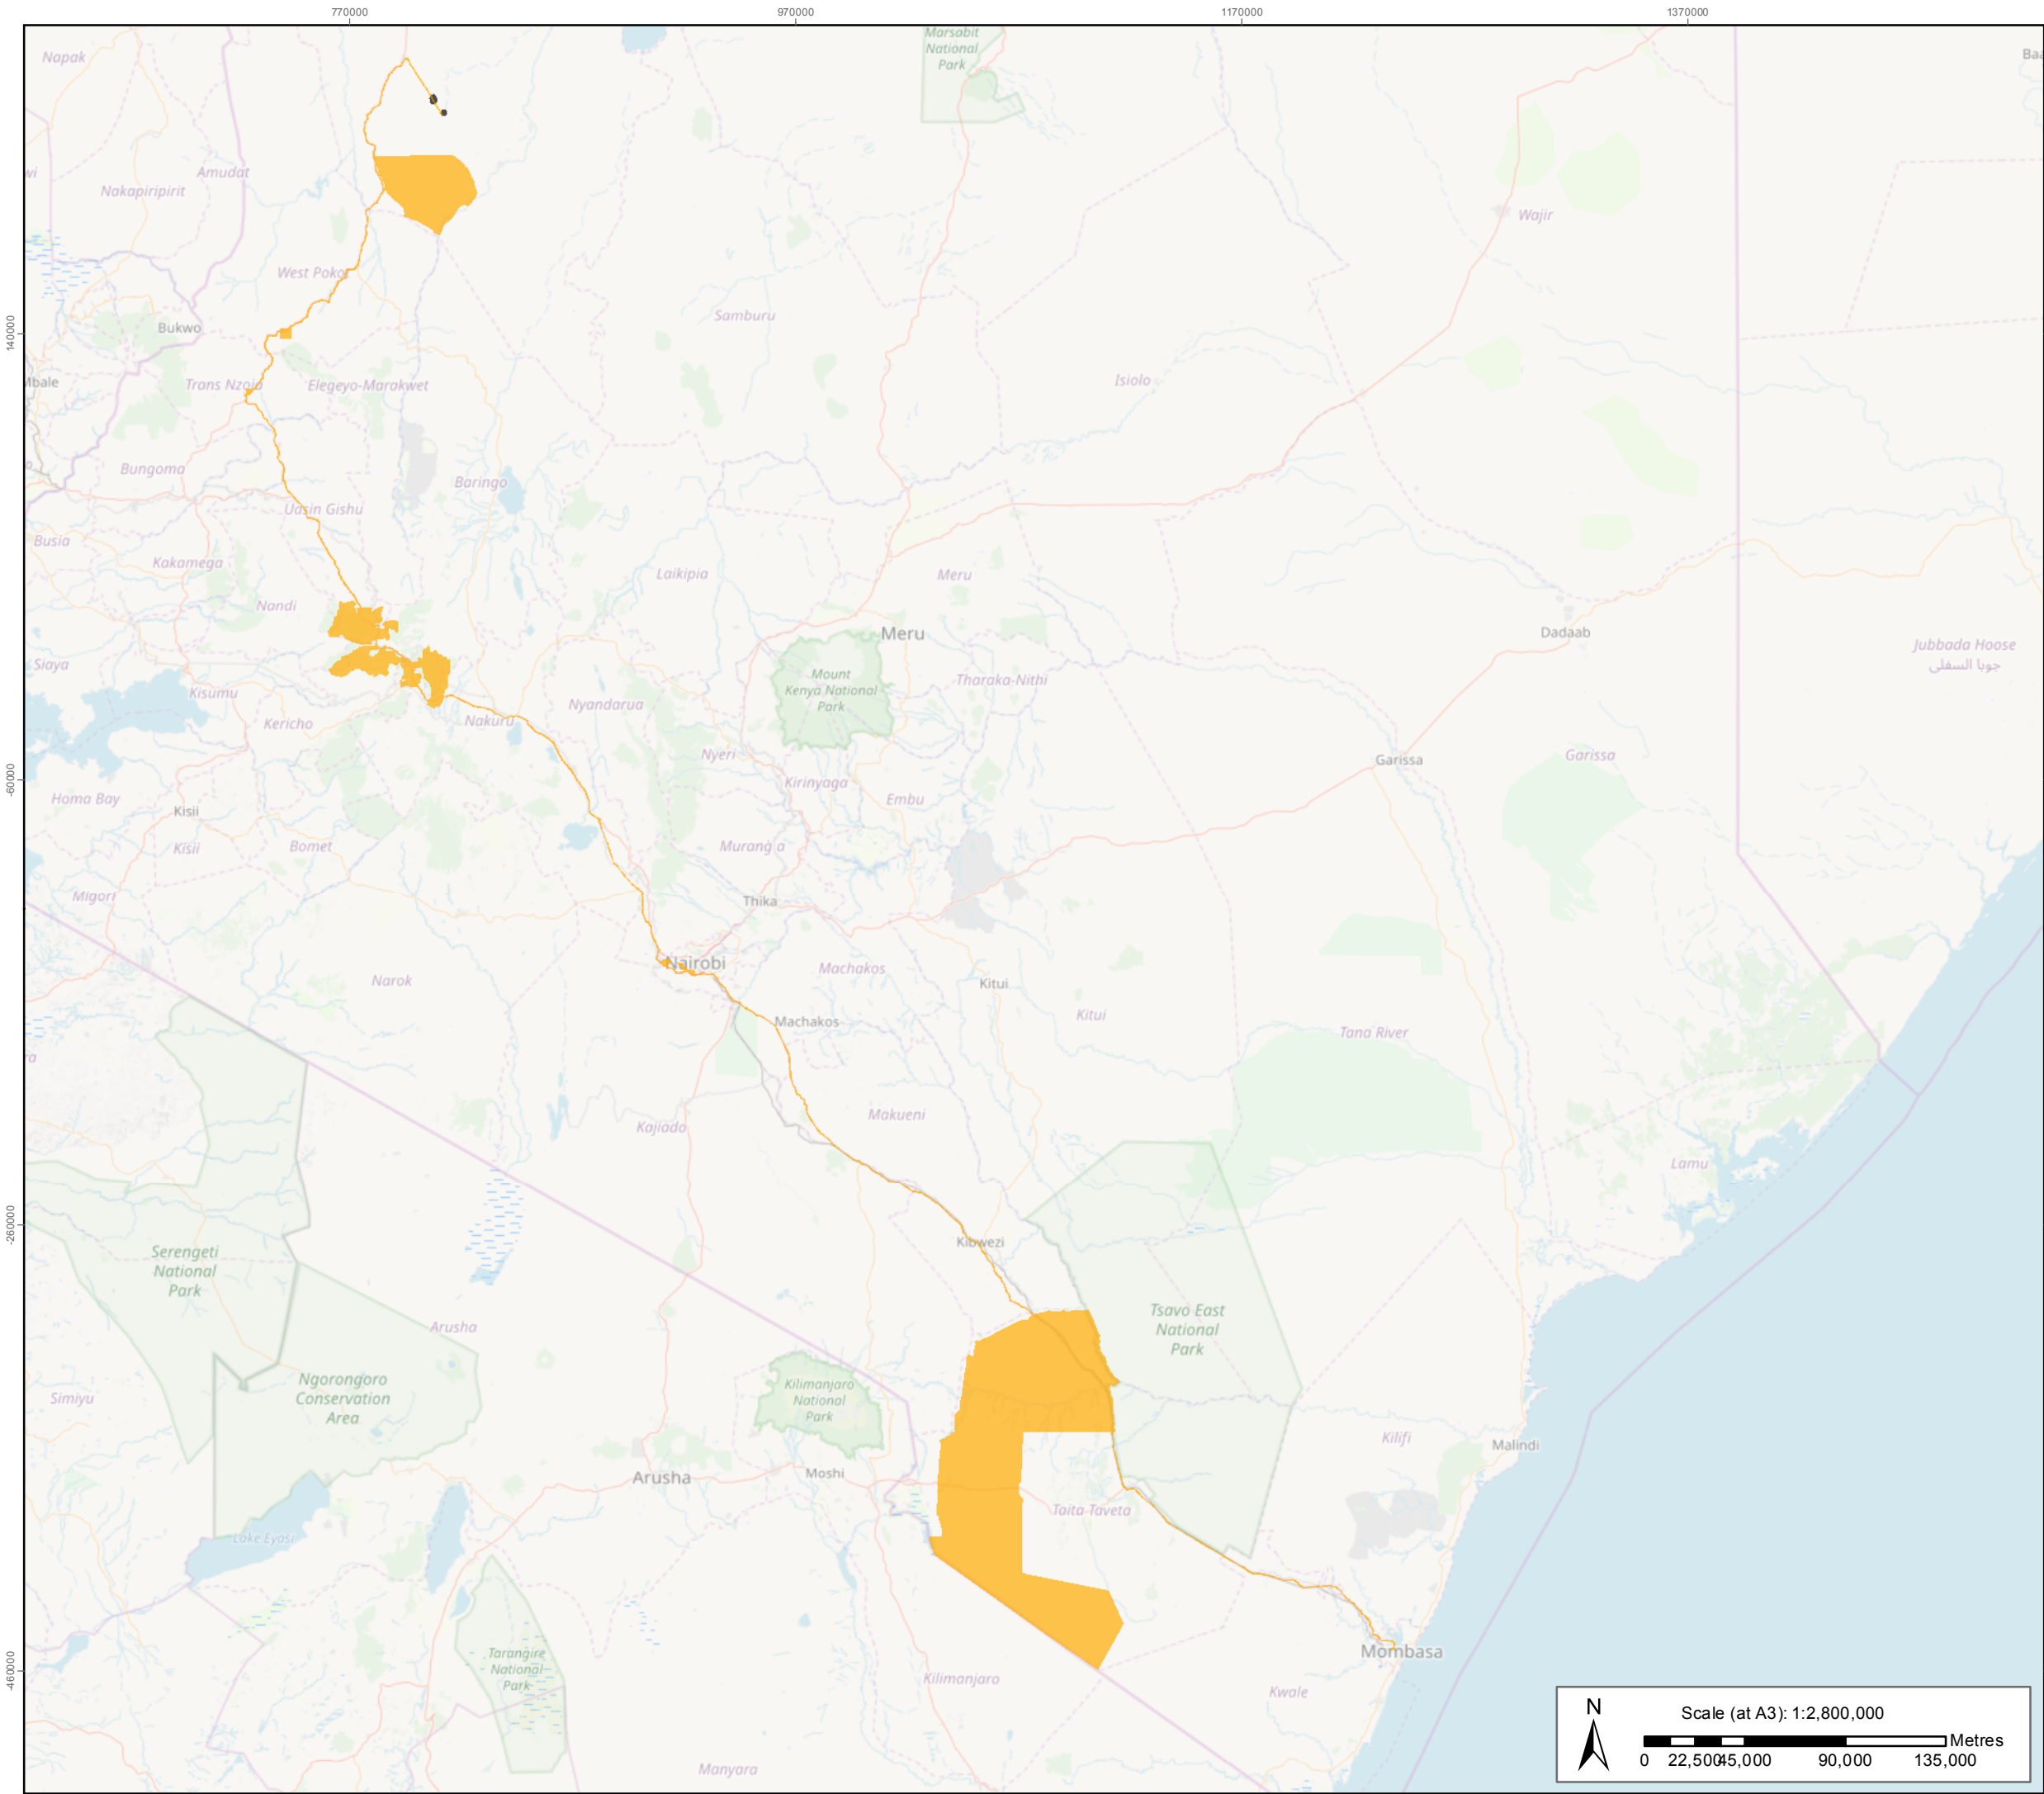 770000
970000
1170000
1370000
Marsabit
National
Park
Napak
Baa
Amudat
wi
Nakapiripirit
Wajir
West Poko
Samburu
Bukwo
140000
Isiolo
Mbale
Trans Nzoia
Elegeyo-Marakwet
Bungoma
Baringo
Uasin Gishu
Busia
Kakamega
Laikipia
Meru
Nandi
Meru
Dadaab
Jubbada Hoose
جوبا السفلى
Siaya
Mount
Kenya National
Park
Tharaka-Nithi
Kisumu
Nyandarua
Kericho
Nakuru
Nyeri
Garissa
Garissa
-60000
Kirinyaga
Homa Bay
Embu
Kisii
Kisii
Bomet
Murang a
Migori
Thika
Nairobi
Machakos
Narok
Kitui
Machakos
Kitui
Tana River
ra
Makueni
Kajiado
Lamu
-260000
Kibwezi
Serengeti
National
Park
Tsavo East
National
Park
Arusha
Ngorongoro
Conservation
Area
Kilimanjaro
National
Park
Simiyu
Kilifi
Malindi
Arusha
Moshi
Taita-Taveta
Lake Eyasi
Mombasa
Tarangire
National
Park
-460000
Kilimanjaro
Kwale
Manyara
N
Scale (at A3): 1:2,800,000
Metres
0 22,500 45,000 90,000 135,000